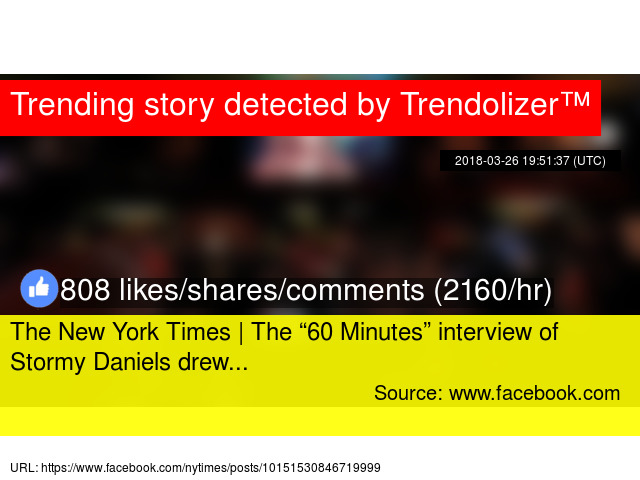 Trending story detected by Trendolizer™
2018-03-26 19:51:37 (UTC)
808 likes/shares/comments (2160/hr)
The New York Times | The “60 Minutes” interview of
Stormy Daniels drew...
Source: www.facebook.com
URL: https://www.facebook.com/nytimes/posts/10151530846719999